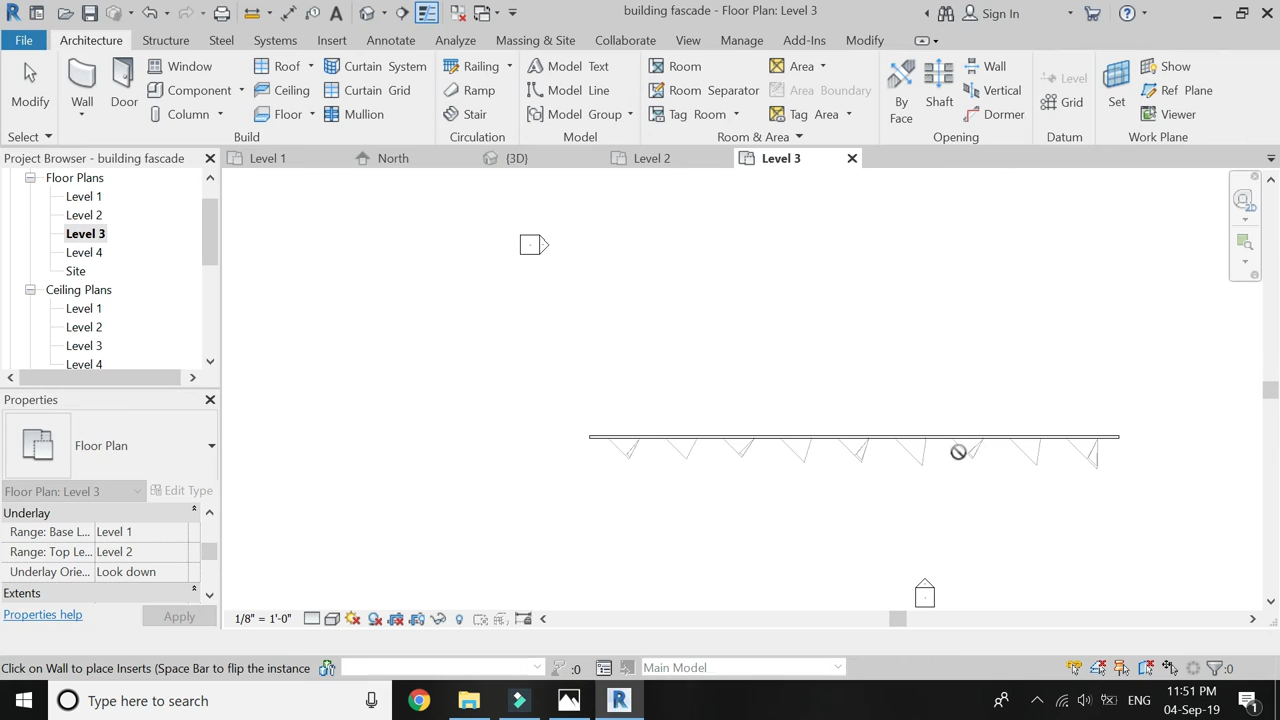 building fascade - Floor Plan: Level 3
Sign In
File
Architecture
Structure
Steel
Systems
Insert
Annotate
Analyze
Massing & Site
Collaborate
View
Manage
Add-Ins
Modify
Modify
Wall
Door
Window
Component
Column
Roof
Ceiling
Floor
Curtain System
Curtain Grid
Mullion
Railing
Ramp
Stair
Model Text
Model Line
Model Group
Room
Room Separator
Tag Room
Area
Area Boundary
Tag Area
By
Face
Shaft
Wall
Vertical
Dormer
Level
Grid
Set
Show
Ref Plane
Viewer
Select
Build
Circulation
Model
Room & Area
Opening
Datum
Work Plane
Project Browser - building fascade
Level 1
North
{3D}
Level 2
Level 3
Floor Plans
Level 1
Level 2
Level 3
Level 4
Site
Ceiling Plans
Level 1
Level 2
Level 3
Level 4
Properties
Floor Plan
Floor Plan: Level 3
Edit Type
Underlay
Range: Base L... Level 1
Range: Top Le... Level 2
Underlay Orie... Look down
Extents
Properties help
Apply
1/8" = 1'-0"
Click on Wall to place Inserts (Space Bar to flip the instance
:0
Main Model
:0
Type here to search
ENG
11:51 PM
04-Sep-19
1
2D